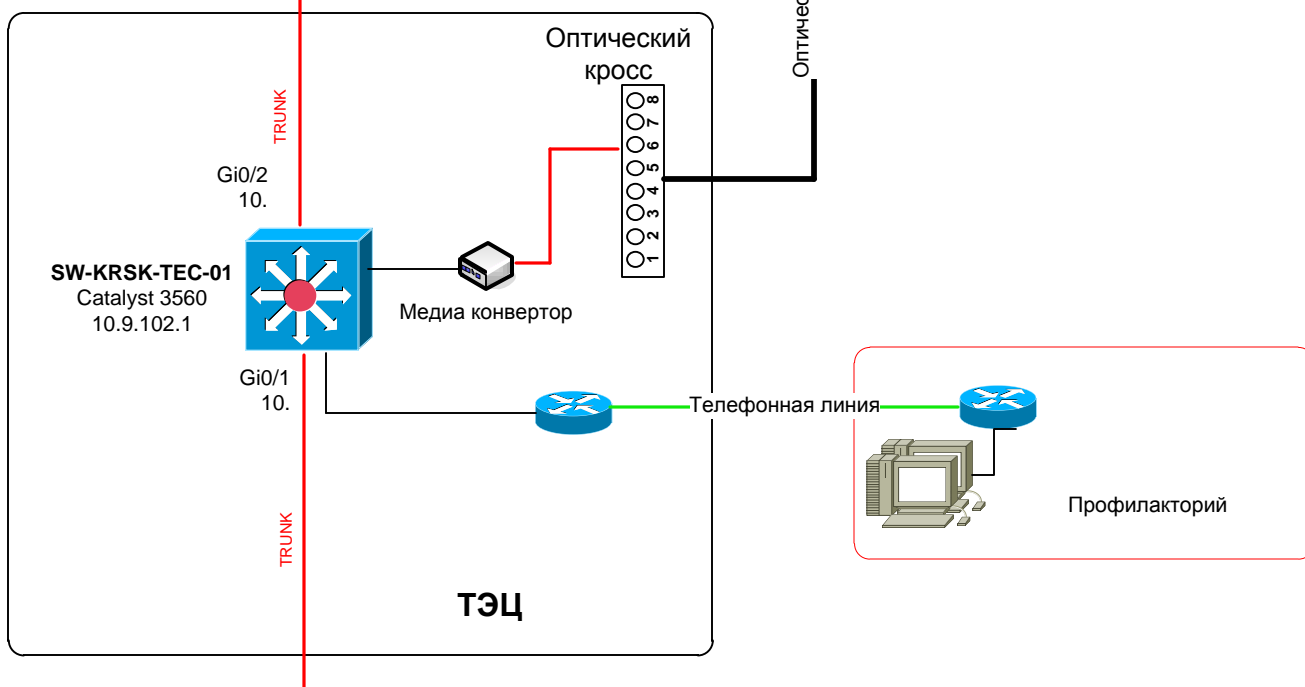 Оптический
кросс
8
7
6
5
4
3
2
1
TRUNK
Gi0/2
10.
SW-KRSK-TEC-01
Catalyst 3560
10.9.102.1
Медиа конвертор
Gi0/1
10.
Телефонная линия
Профилакторий
TRUNK
ТЭЦ